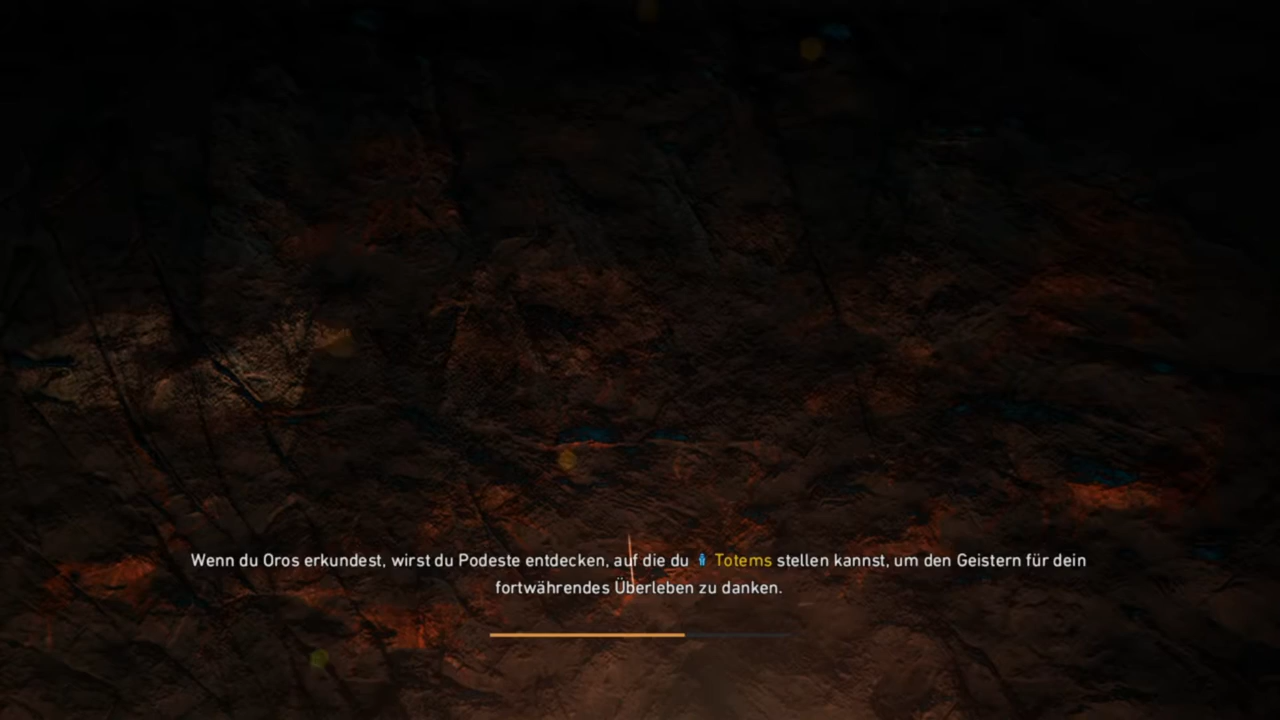 Wenn du Oros erkundest, wirst du Podeste entdecken, auf die du Totems stellen kannst, um den Geistern für dein
fortwährendes Überleben zu danken.